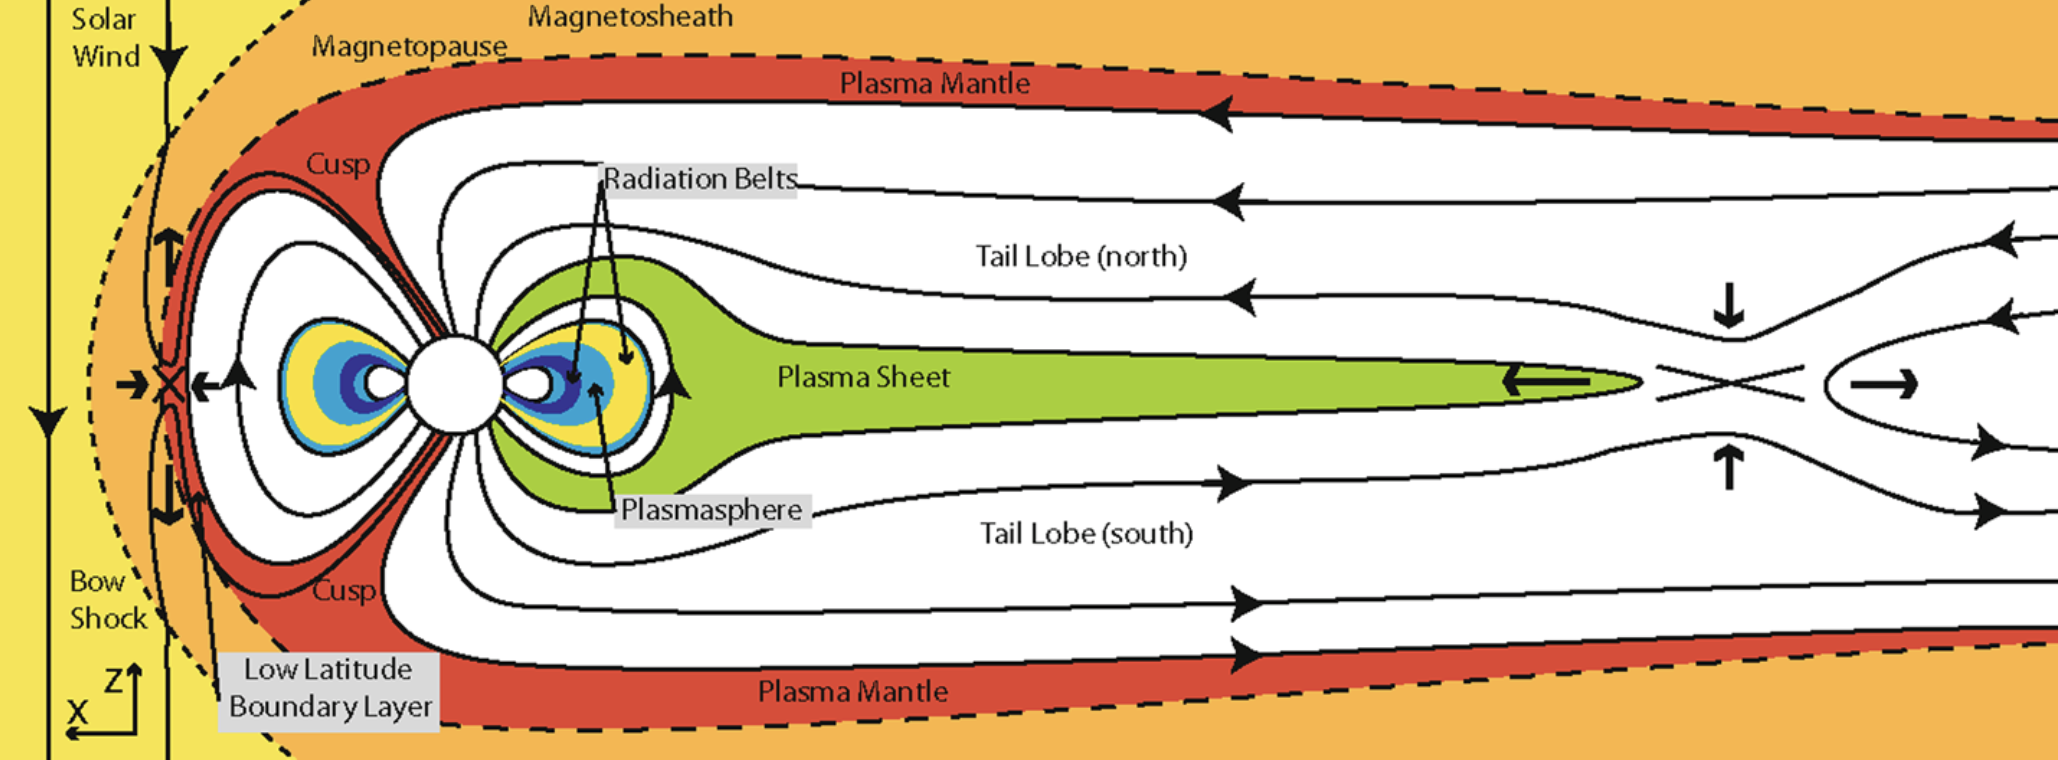 Solar
Wind
Magnetosheath
Magnetopause
Plasma Mantle
Cusp
Radiation Belts
Tail Lobe (north)
Plasma Sheet
Plasmasphere
Tail Lobe (south)
Bow
Shock
Cusp
Low Latitude
Boundary Layer
Plasma Mantle
Z
X